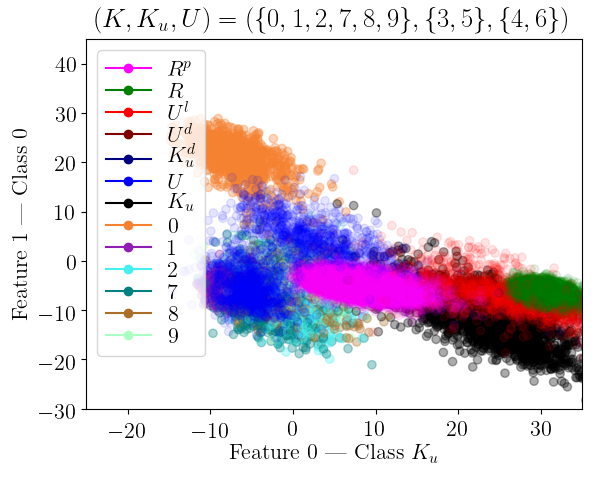 (K, K_u, U) = ({0, 1, 2, 7, 8, 9}, {3, 5}, {4, 6})
Feature 1 — Class 0
40
30
20
10
0
−10
−20
−30
R^p
R
U^l
U^d
K_u^d
U
K_u
0
1
2
7
8
9
−20 −10 0 10 20 30
Feature 0 — Class K_u